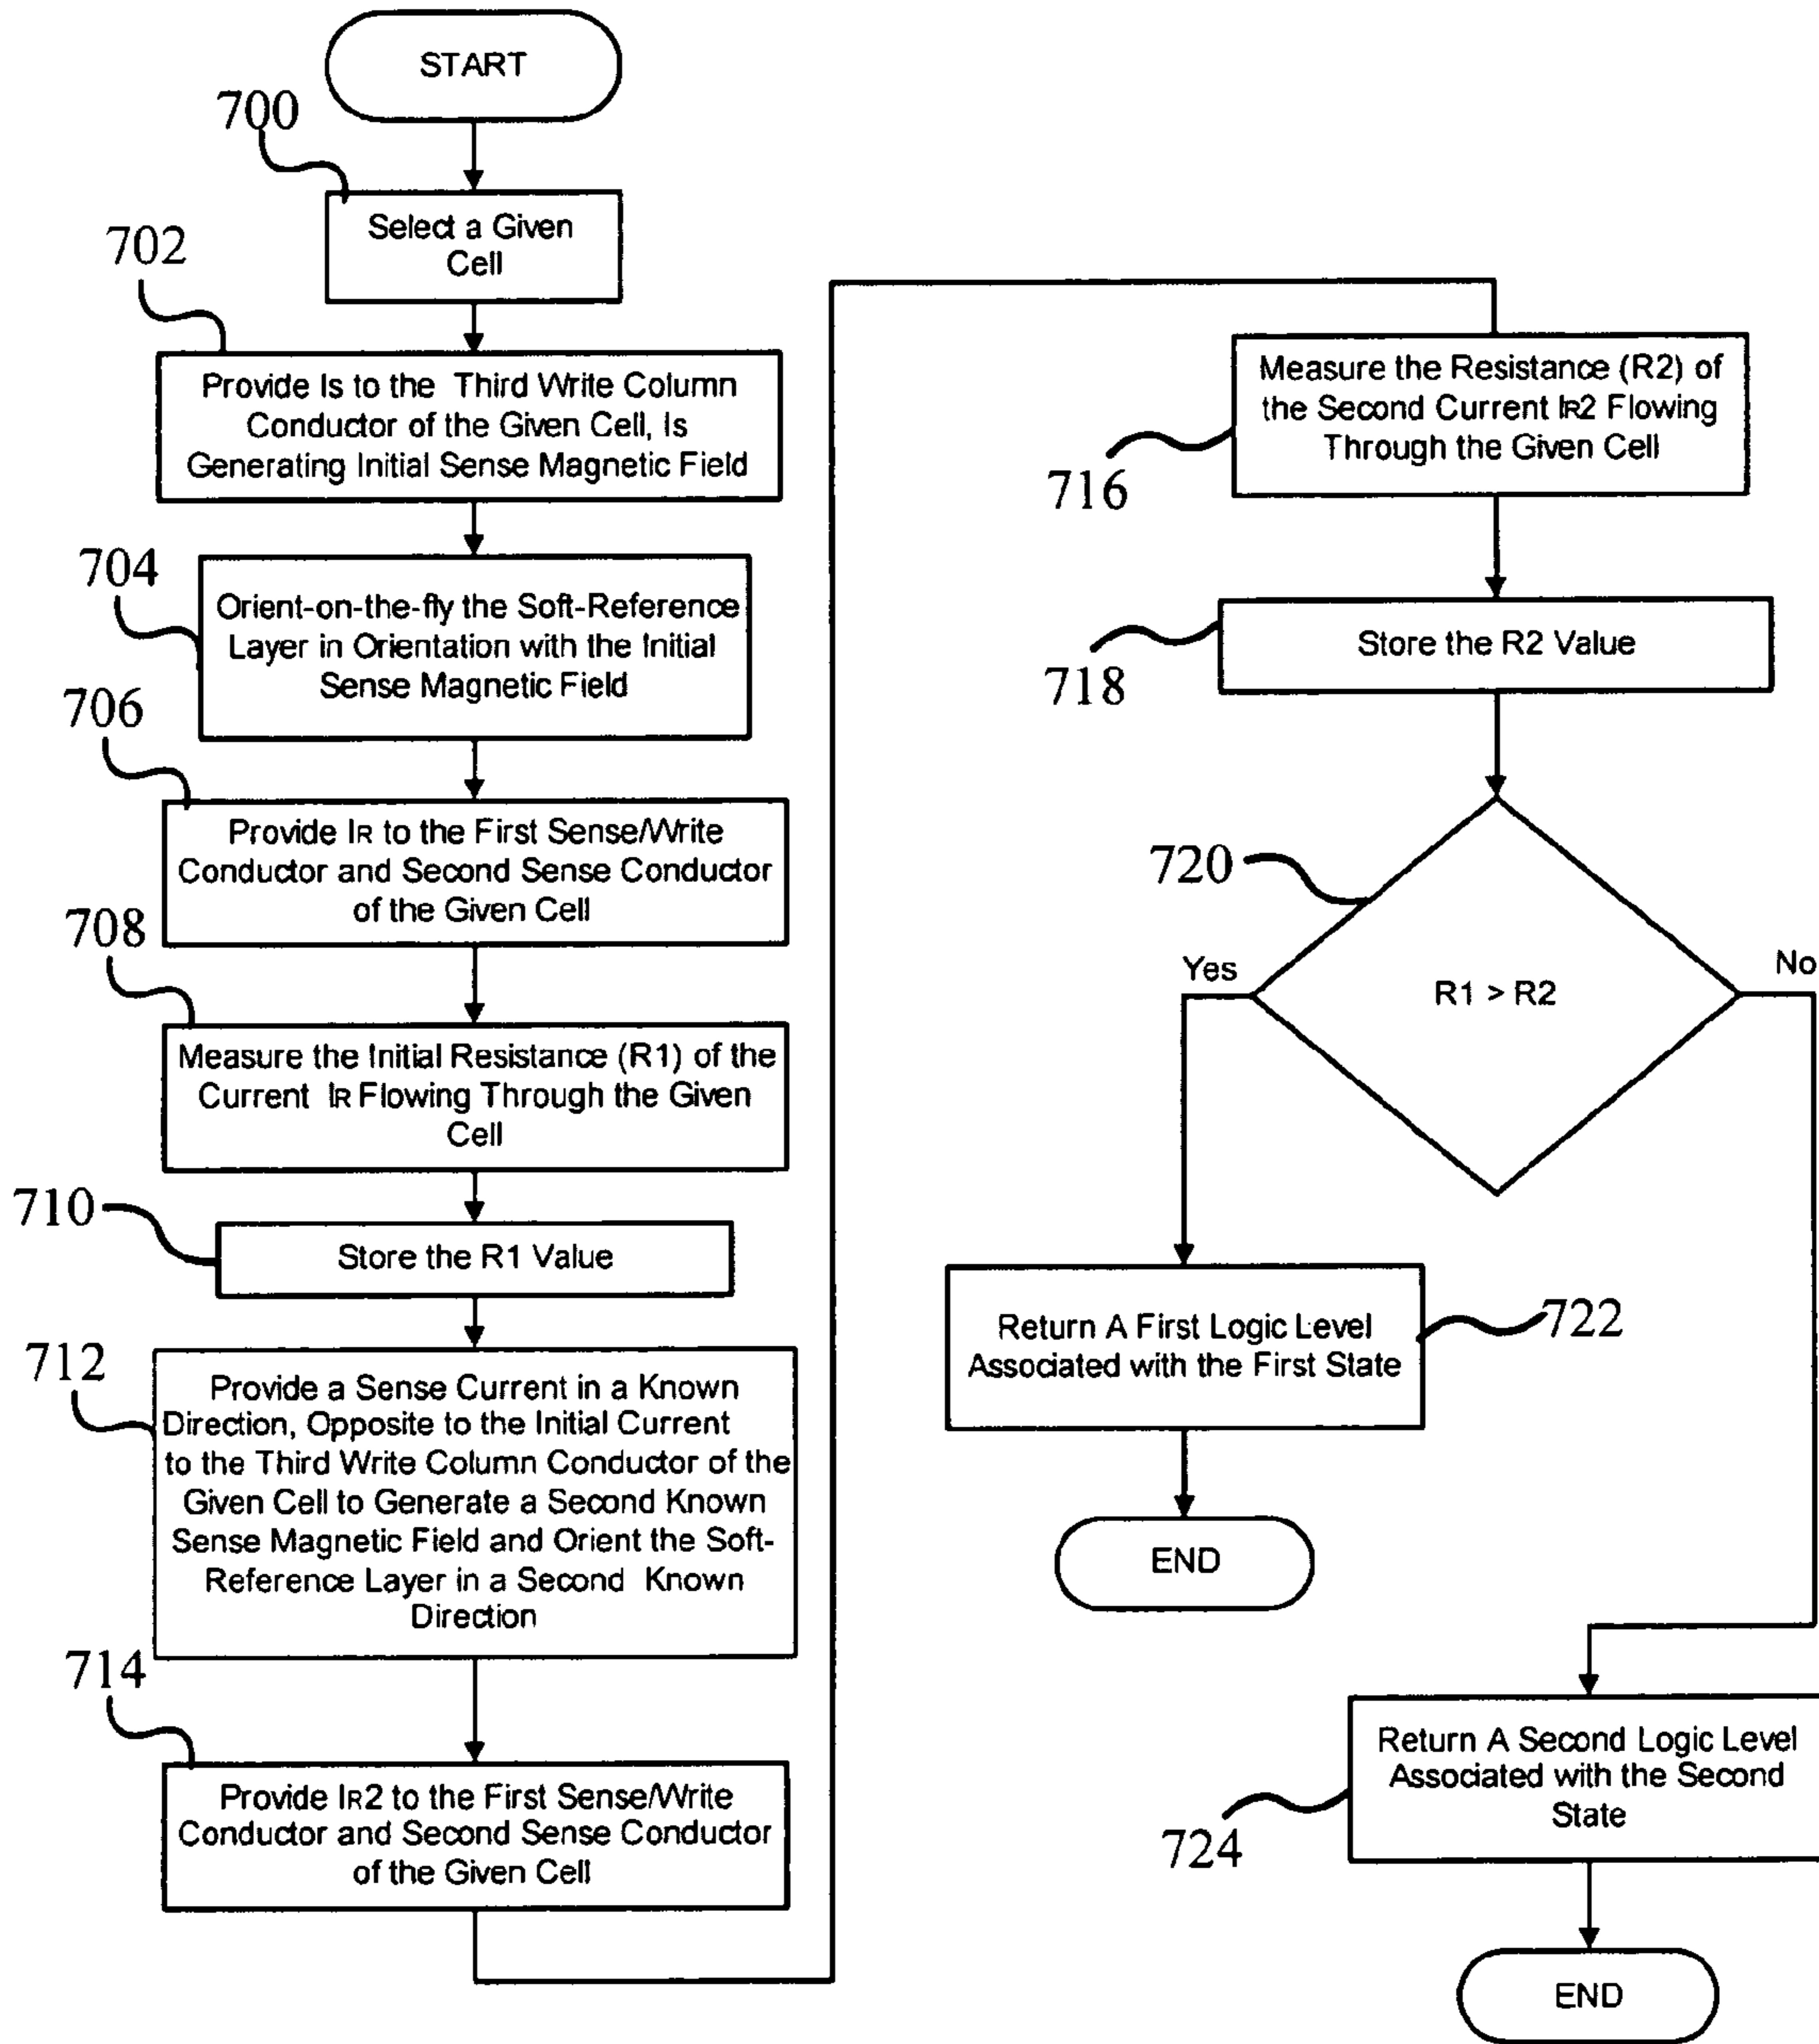 START
700
Select a Given
Cell
702
Provide Is to the Third Write Column
Conductor of the Given Cell, Is
Generating Initial Sense Magnetic Field
704
Orient-on-the-fly the Soft-Reference
Layer in Orientation with the Initial
Sense Magnetic Field
706
Provide IR to the First Sense/Write
Conductor and Second Sense Conductor
of the Given Cell
708
Measure the Initial Resistance (R1) of the
Current IR Flowing Through the Given
Cell
710
Store the R1 Value
712
Provide a Sense Current in a Known
Direction, Opposite to the Initial Current
to the Third Write Column Conductor of the
Given Cell to Generate a Second Known
Sense Magnetic Field and Orient the Soft-
Reference Layer in a Second Known
Direction
714
Provide IR2 to the First Sense/Write
Conductor and Second Sense Conductor
of the Given Cell
Measure the Resistance (R2) of
the Second Current IR2 Flowing
Through the Given Cell
716
Store the R2 Value
718
720
Yes
R1 > R2
No
Return A First Logic Level
Associated with the First State
722
END
Return A Second Logic Level
Associated with the Second
State
724
END